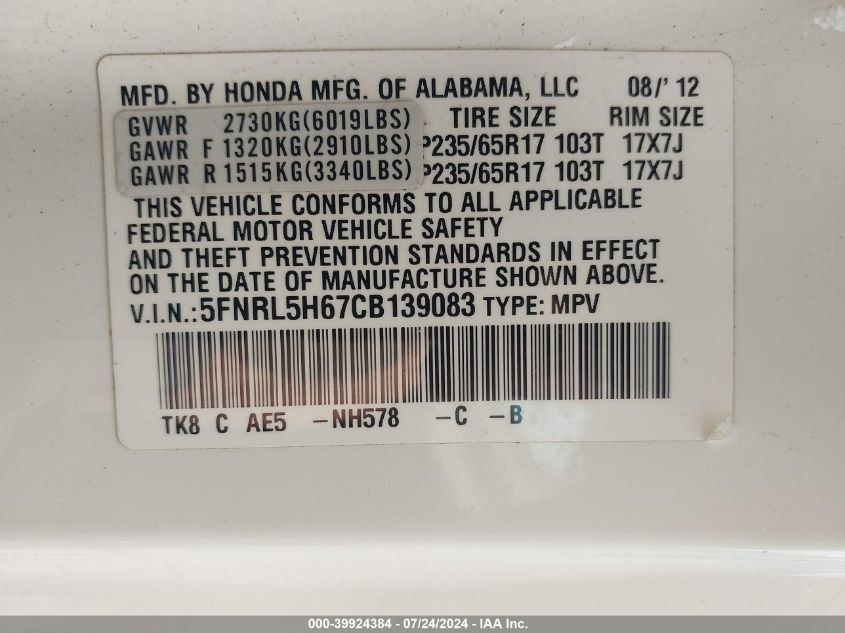 MFD. BY HONDA MFG. OF ALABAMA, LLC 08/'12
GVWR 2730KG(6019LBS) TIRE SIZE RIM SIZE
GAWR F 1320KG(2910LBS) P235/65R17 103T 17X7J
GAWR R 1515KG(3340LBS) P235/65R17 103T 17X7J
THIS VEHICLE CONFORMS TO ALL APPLICABLE
FEDERAL MOTOR VEHICLE SAFETY
AND THEFT PREVENTION STANDARDS IN EFFECT
ON THE DATE OF MANUFACTURE SHOWN ABOVE.
V.I.N.:5FNRL5H67CB139083 TYPE: MPV
TK8 C AE5 -NH578 -C -B
000-39924384 - 07/24/2024 - IAA Inc.